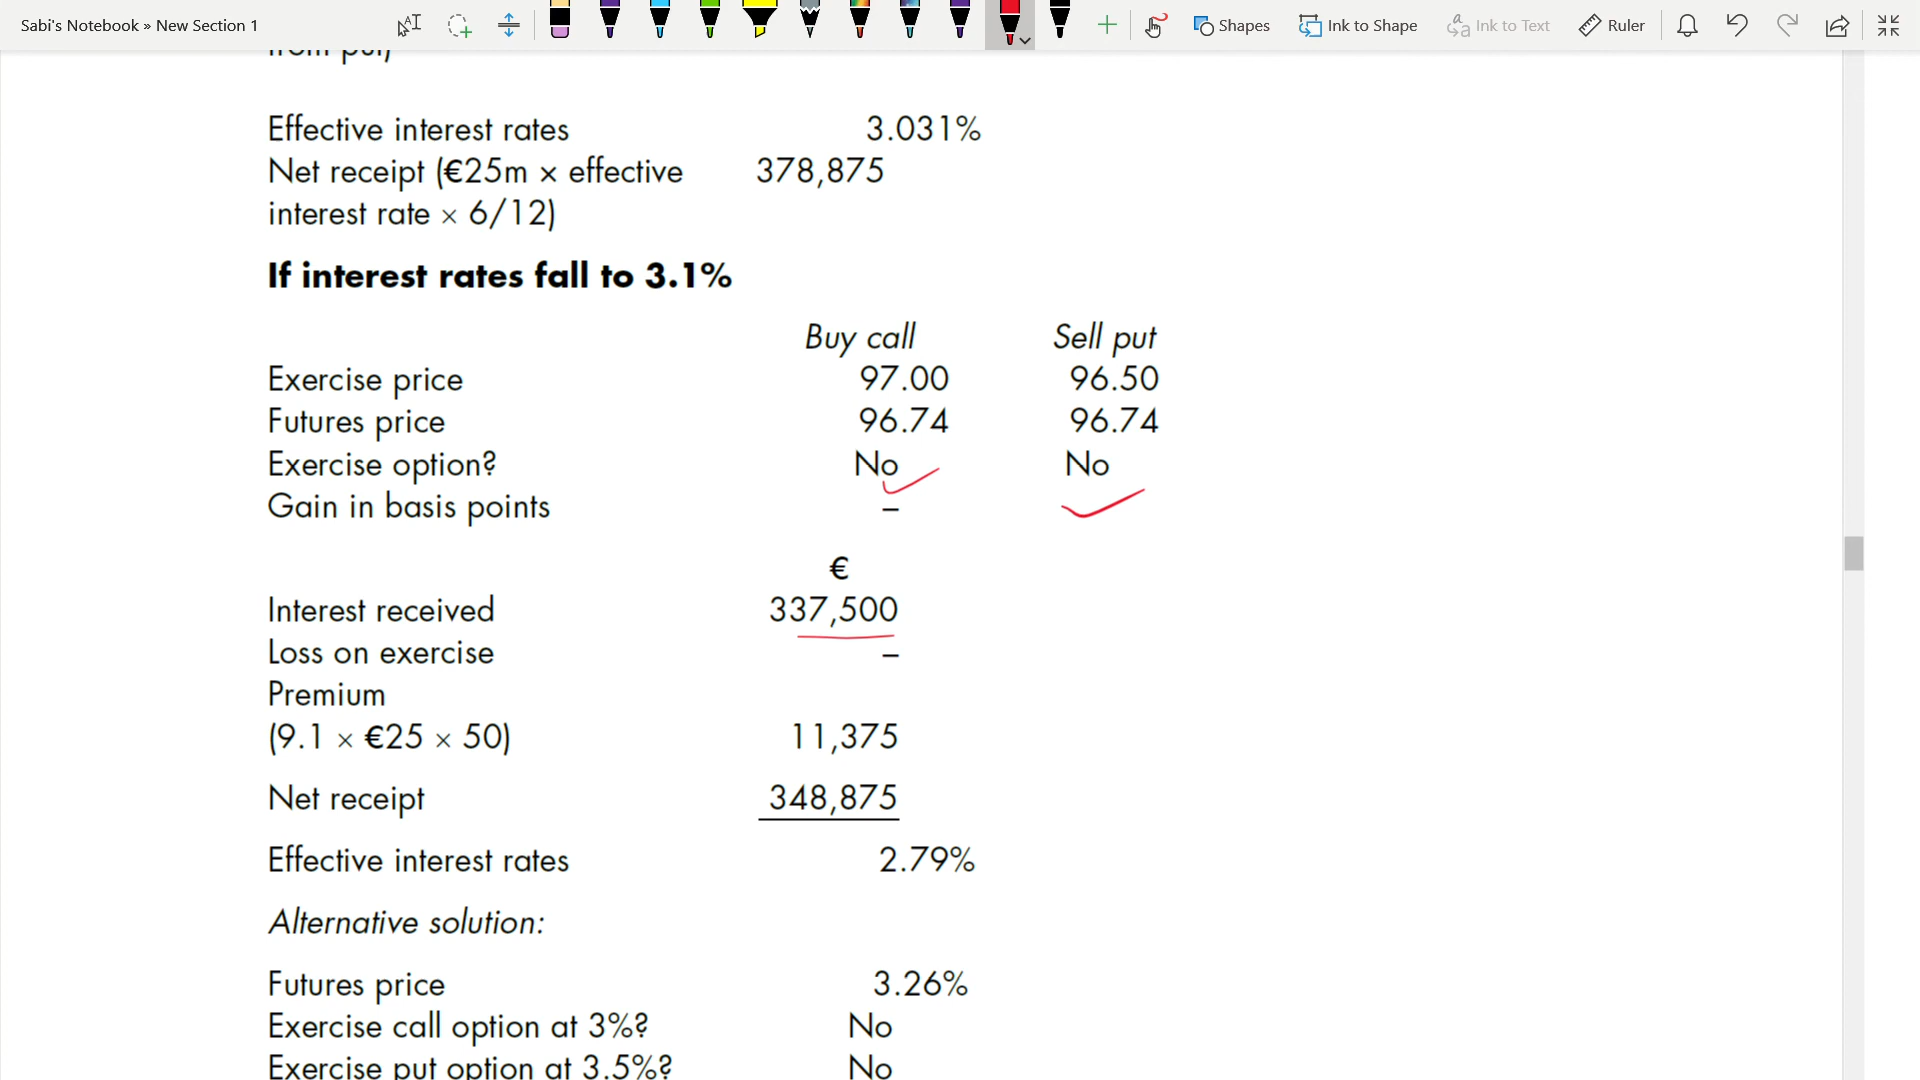 Sabi's Notebook » New Section 1
Shapes
Ink to Shape
Ink to Text
Ruler
from put)
Effective interest rates 3.031%
Net receipt (€25m × effective 378,875
interest rate × 6/12)
If interest rates fall to 3.1%
Buy call Sell put
Exercise price 97.00 96.50
Futures price 96.74 96.74
Exercise option? No No
Gain in basis points –
€
Interest received 337,500
Loss on exercise –
Premium
(9.1 × €25 × 50) 11,375
Net receipt 348,875
Effective interest rates 2.79%
Alternative solution:
Futures price 3.26%
Exercise call option at 3%? No
Exercise put option at 3.5%? No